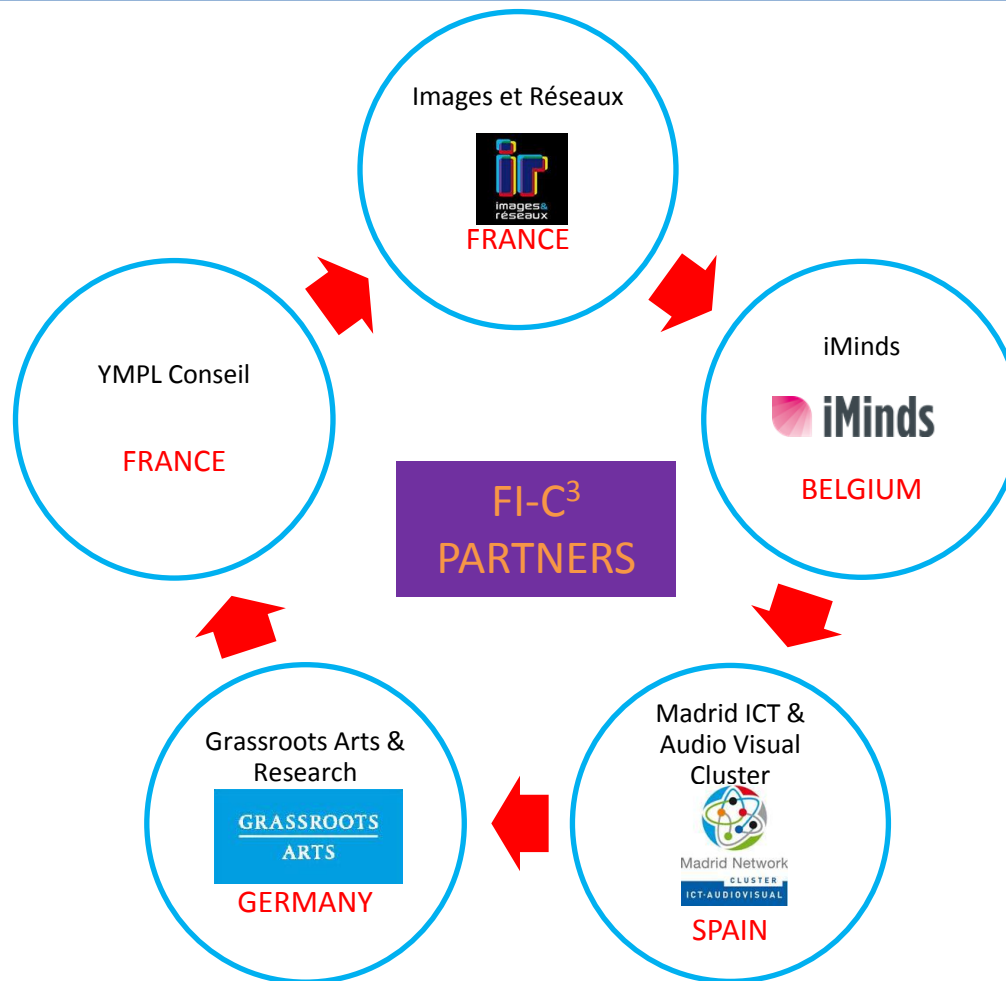 Images et Réseaux
ir
images&
réseaux
FRANCE
iMinds
iMinds
BELGIUM
Madrid ICT &
Audio Visual
Cluster
Madrid Network
CLUSTER
ICT-AUDIOVISUAL
SPAIN
Grassroots Arts &
Research
GRASSROOTS
ARTS
GERMANY
YMPL Conseil
FRANCE
FI-C³
PARTNERS